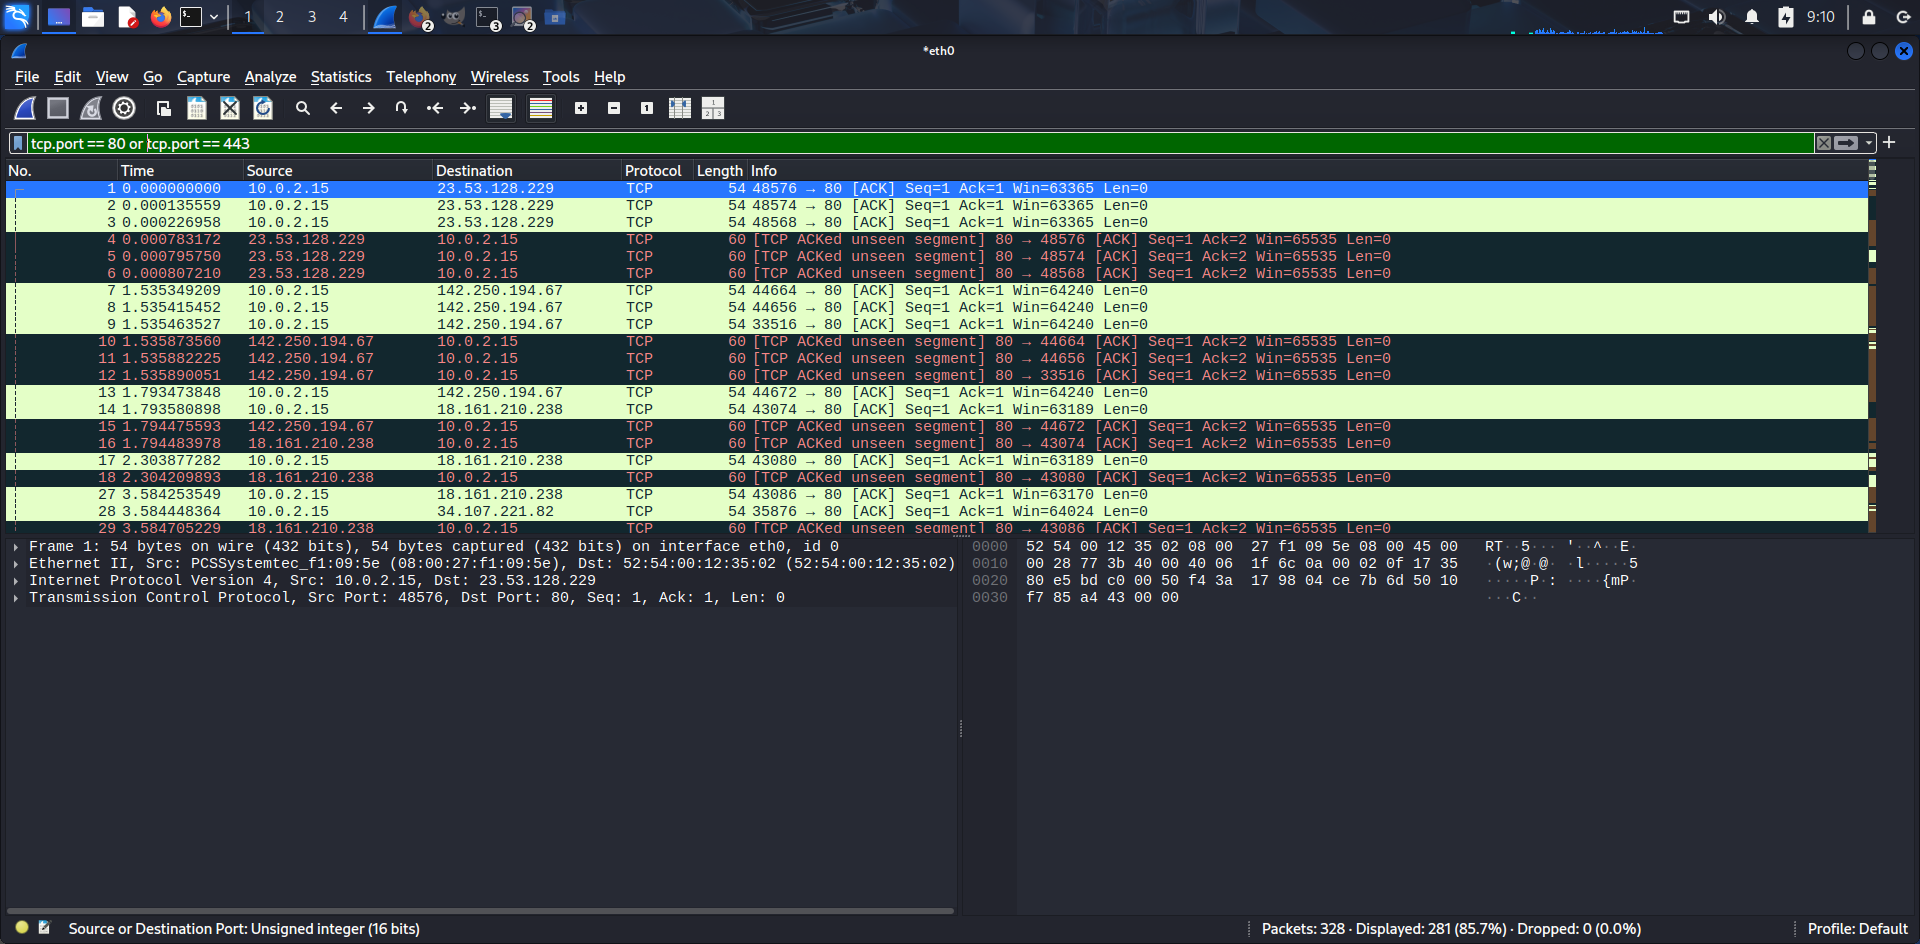 1 2 3 4 2 3 2 9:10
*eth0
File Edit View Go Capture Analyze Statistics Telephony Wireless Tools Help
tcp.port == 80 or tcp.port == 443
No. Time Source Destination Protocol Length Info
1 0.000000000 10.0.2.15 23.53.128.229 TCP 54 48576 → 80 [ACK] Seq=1 Ack=1 Win=63365 Len=0
2 0.000135559 10.0.2.15 23.53.128.229 TCP 54 48574 → 80 [ACK] Seq=1 Ack=1 Win=63365 Len=0
3 0.000226958 10.0.2.15 23.53.128.229 TCP 54 48568 → 80 [ACK] Seq=1 Ack=1 Win=63365 Len=0
4 0.000783172 23.53.128.229 10.0.2.15 TCP 60 [TCP ACKed unseen segment] 80 → 48576 [ACK] Seq=1 Ack=2 Win=65535 Len=0
5 0.000795750 23.53.128.229 10.0.2.15 TCP 60 [TCP ACKed unseen segment] 80 → 48574 [ACK] Seq=1 Ack=2 Win=65535 Len=0
6 0.000807210 23.53.128.229 10.0.2.15 TCP 60 [TCP ACKed unseen segment] 80 → 48568 [ACK] Seq=1 Ack=2 Win=65535 Len=0
7 1.535349209 10.0.2.15 142.250.194.67 TCP 54 44664 → 80 [ACK] Seq=1 Ack=1 Win=64240 Len=0
8 1.535415452 10.0.2.15 142.250.194.67 TCP 54 44656 → 80 [ACK] Seq=1 Ack=1 Win=64240 Len=0
9 1.535463527 10.0.2.15 142.250.194.67 TCP 54 33516 → 80 [ACK] Seq=1 Ack=1 Win=64240 Len=0
10 1.535873560 142.250.194.67 10.0.2.15 TCP 60 [TCP ACKed unseen segment] 80 → 44664 [ACK] Seq=1 Ack=2 Win=65535 Len=0
11 1.535882225 142.250.194.67 10.0.2.15 TCP 60 [TCP ACKed unseen segment] 80 → 44656 [ACK] Seq=1 Ack=2 Win=65535 Len=0
12 1.535890051 142.250.194.67 10.0.2.15 TCP 60 [TCP ACKed unseen segment] 80 → 33516 [ACK] Seq=1 Ack=2 Win=65535 Len=0
13 1.793473848 10.0.2.15 142.250.194.67 TCP 54 44672 → 80 [ACK] Seq=1 Ack=1 Win=64240 Len=0
14 1.793580898 10.0.2.15 18.161.210.238 TCP 54 43074 → 80 [ACK] Seq=1 Ack=1 Win=63189 Len=0
15 1.794475593 142.250.194.67 10.0.2.15 TCP 60 [TCP ACKed unseen segment] 80 → 44672 [ACK] Seq=1 Ack=2 Win=65535 Len=0
16 1.794483978 18.161.210.238 10.0.2.15 TCP 60 [TCP ACKed unseen segment] 80 → 43074 [ACK] Seq=1 Ack=2 Win=65535 Len=0
17 2.303877282 10.0.2.15 18.161.210.238 TCP 54 43080 → 80 [ACK] Seq=1 Ack=1 Win=63189 Len=0
18 2.304209893 18.161.210.238 10.0.2.15 TCP 60 [TCP ACKed unseen segment] 80 → 43080 [ACK] Seq=1 Ack=2 Win=65535 Len=0
27 3.584253549 10.0.2.15 18.161.210.238 TCP 54 43086 → 80 [ACK] Seq=1 Ack=1 Win=63170 Len=0
28 3.584448364 10.0.2.15 34.107.221.82 TCP 54 35876 → 80 [ACK] Seq=1 Ack=1 Win=64024 Len=0
29 3.584705229 18.161.210.238 10.0.2.15 TCP 60 [TCP ACKed unseen segment] 80 → 43086 [ACK] Seq=1 Ack=2 Win=65535 Len=0
Frame 1: 54 bytes on wire (432 bits), 54 bytes captured (432 bits) on interface eth0, id 0
Ethernet II, Src: PCSSystemtec_f1:09:5e (08:00:27:f1:09:5e), Dst: 52:54:00:12:35:02 (52:54:00:12:35:02)
Internet Protocol Version 4, Src: 10.0.2.15, Dst: 23.53.128.229
Transmission Control Protocol, Src Port: 48576, Dst Port: 80, Seq: 1, Ack: 1, Len: 0
0000 52 54 00 12 35 02 08 00 27 f1 09 5e 08 00 45 00 RT··5··· '··^··E·
0010 00 28 77 3b 40 00 40 06 1f 6c 0a 00 02 0f 17 35 ·(w;@·@· ·l·····5
0020 80 e5 bd c0 00 50 f4 3a 17 98 04 ce 7b 6d 50 10 ·····P·: ····{mP·
0030 f7 85 a4 43 00 00 ···C··
Source or Destination Port: Unsigned integer (16 bits)
Packets: 328 · Displayed: 281 (85.7%) · Dropped: 0 (0.0%)
Profile: Default